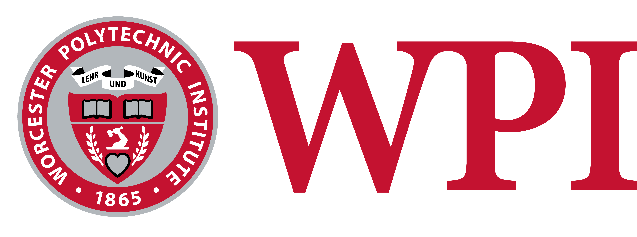 WORCESTER POLYTECHNIC INSTITUTE
LEHR
UND
KUNST
• 1865 •
WPI